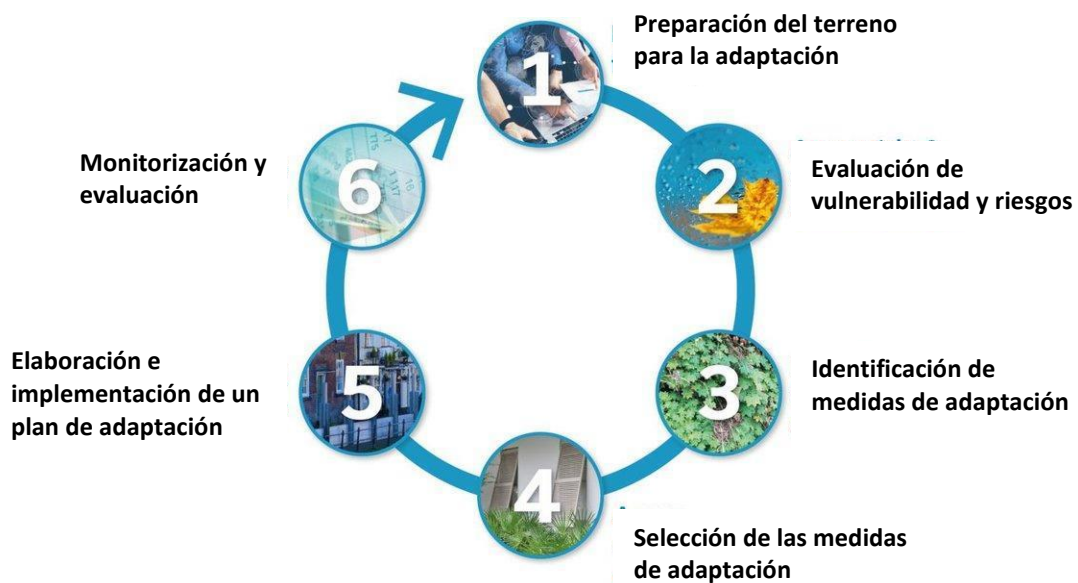 1
Preparación del terreno
para la adaptación
2
Evaluación de
vulnerabilidad y riesgos
3
Identificación de
medidas de adaptación
4
Selección de las medidas
de adaptación
5
Elaboración e
implementación de un
plan de adaptación
6
Monitorización y
evaluación